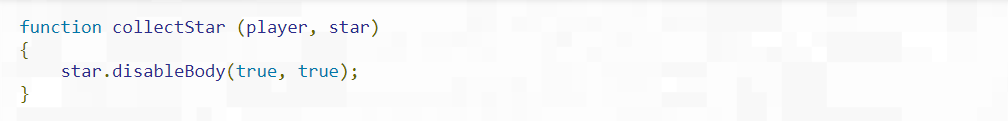 function collectStar (player, star)
{
    star.disableBody(true, true);
}